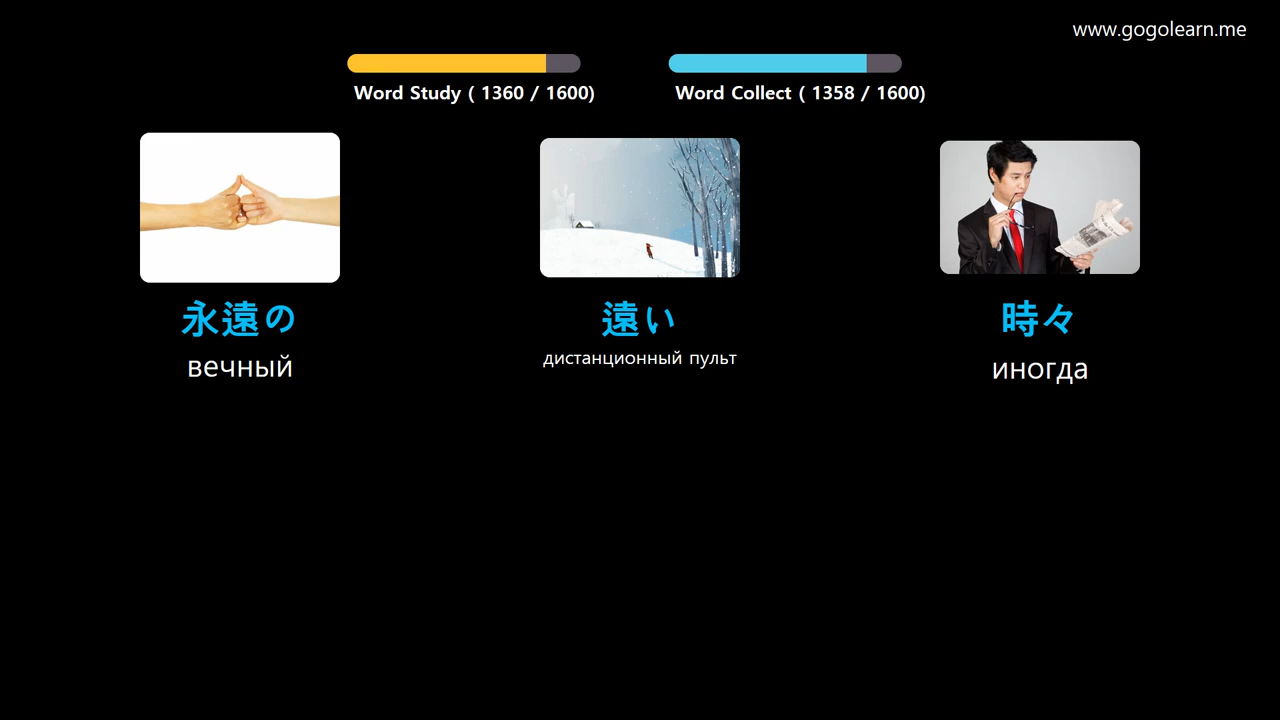 www.gogolearn.me
Word Study ( 1360 / 1600)
Word Collect ( 1358 / 1600)
永遠の
遠い
時々
вечный
дистанционный пульт
иногда